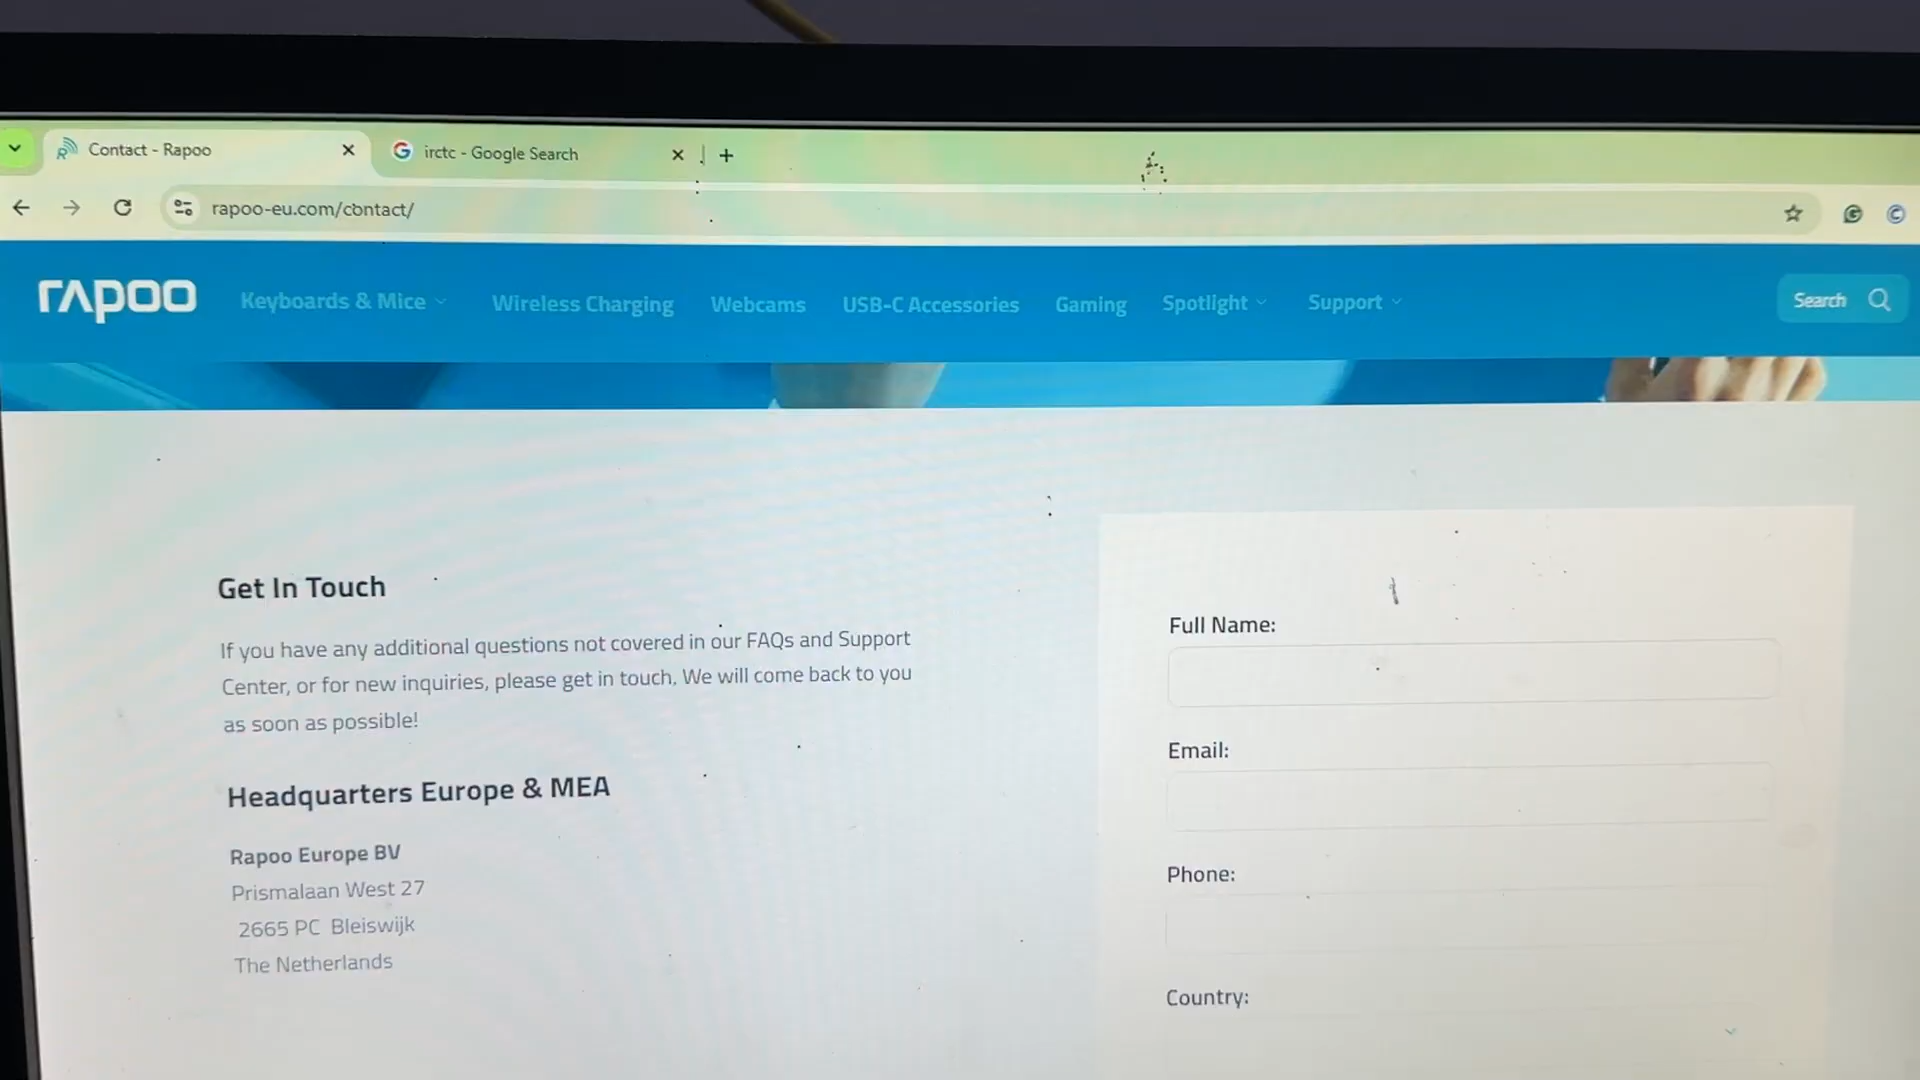 Contact - Rapoo
irctc - Google Search
rapoo-eu.com/contact/
rapoo
Keyboards & Mice
Wireless Charging
Webcams
USB-C Accessories
Gaming
Spotlight
Support
Search
Get In Touch
If you have any additional questions not covered in our FAQs and Support
Center, or for new inquiries, please get in touch. We will come back to you
as soon as possible!
Headquarters Europe & MEA
Rapoo Europe BV
Prismalaan West 27
2665 PC Bleiswijk
The Netherlands
Full Name:
Email:
Phone:
Country: